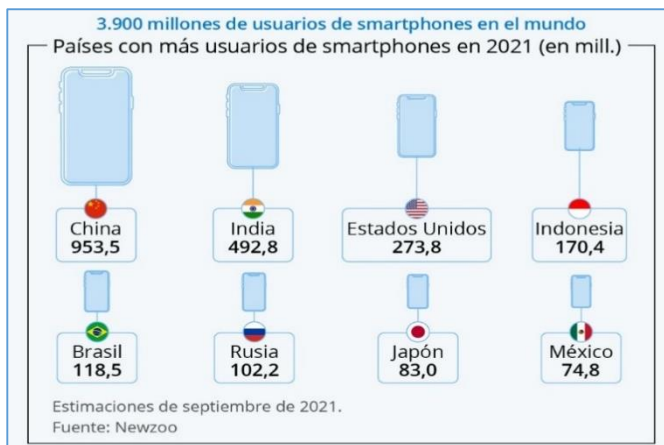 3.900 millones de usuarios de smartphones en el mundo
Países con más usuarios de smartphones en 2021 (en mill.)
China
953,5
India
492,8
Estados Unidos
273,8
Indonesia
170,4
Brasil
118,5
Rusia
102,2
Japón
83,0
México
74,8
Estimaciones de septiembre de 2021.
Fuente: Newzoo